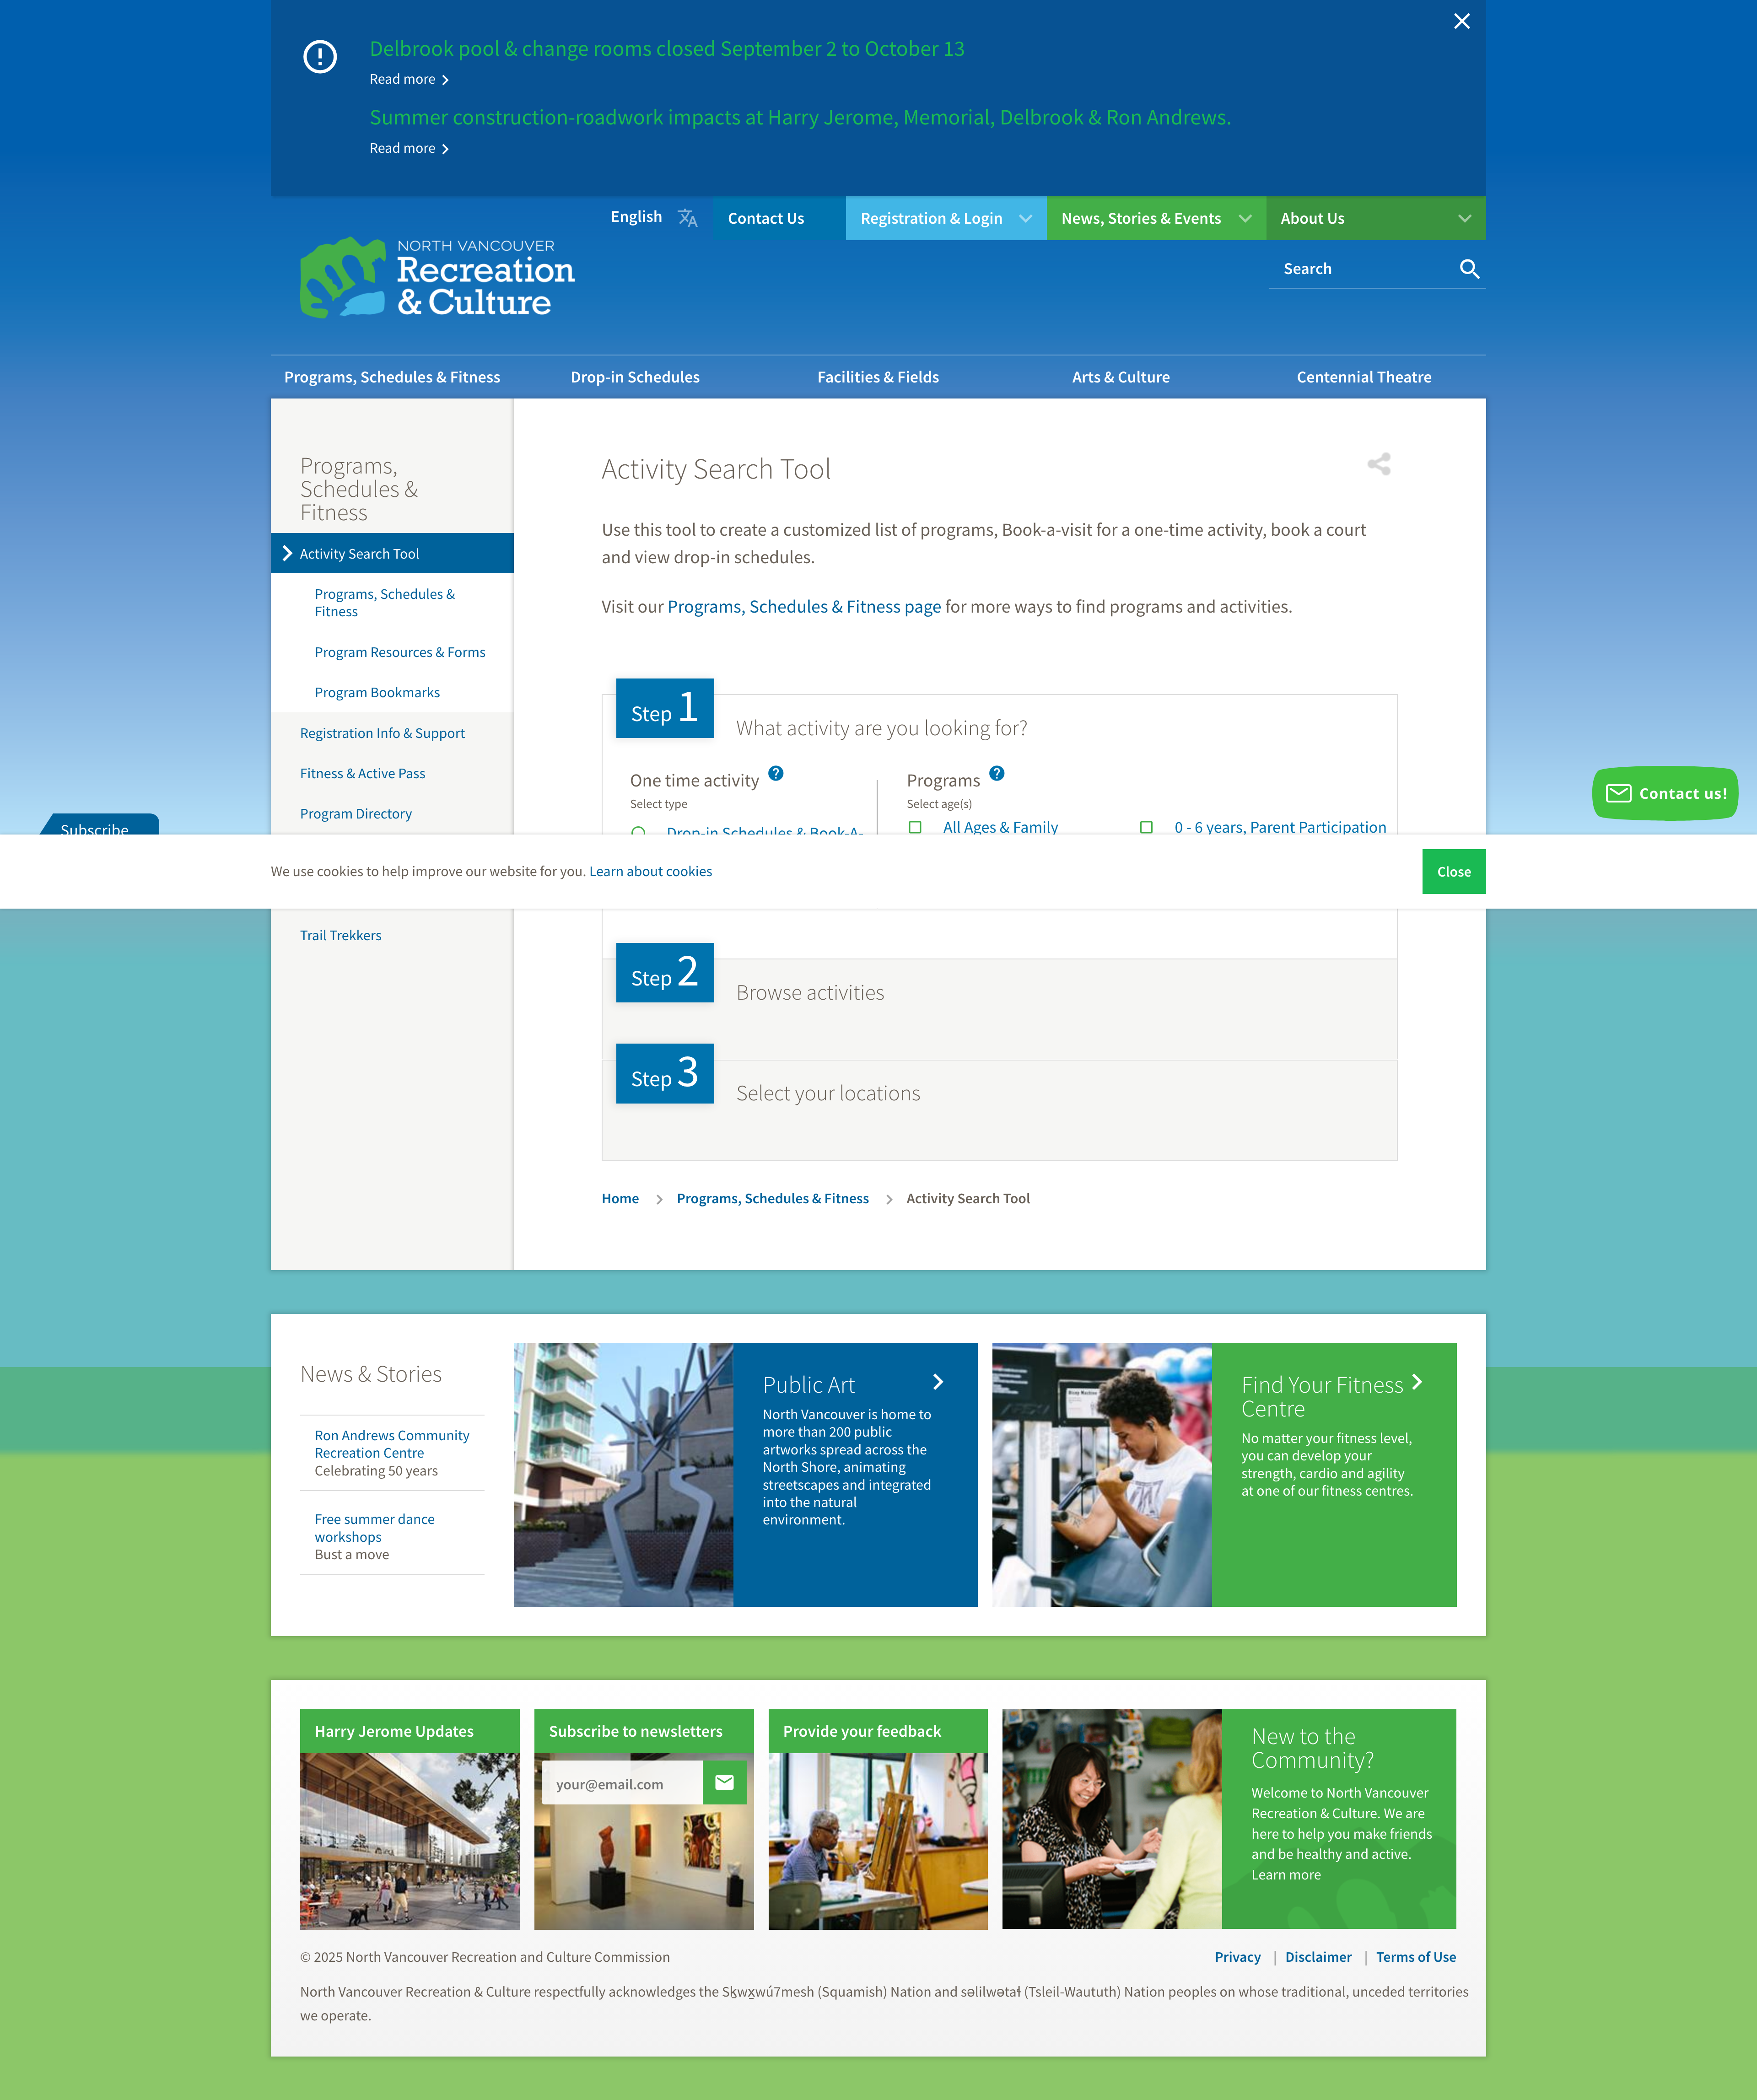 Delbrook pool & change rooms closed September 2 to October 13
Read more
Summer construction-roadwork impacts at Harry Jerome, Memorial, Delbrook & Ron Andrews.
Read more
English
Contact Us
Registration & Login
News, Stories & Events
About Us
NORTH VANCOUVER
Recreation
& Culture
Search
Programs, Schedules & Fitness
Drop-in Schedules
Facilities & Fields
Arts & Culture
Centennial Theatre
Programs,
Schedules &
Fitness
Activity Search Tool
Programs, Schedules &
Fitness
Program Resources & Forms
Program Bookmarks
Registration Info & Support
Fitness & Active Pass
Program Directory
Trail Trekkers
Activity Search Tool
Use this tool to create a customized list of programs, Book-a-visit for a one-time activity, book a court
and view drop-in schedules.
Visit our Programs, Schedules & Fitness page for more ways to find programs and activities.
Step 1
What activity are you looking for?
One time activity ?
Select type
Drop-in Schedules & Book-A-
Programs ?
Select age(s)
All Ages & Family
0 - 6 years, Parent Participation
Subscribe
Contact us!
We use cookies to help improve our website for you. Learn about cookies
Close
Step 2
Browse activities
Step 3
Select your locations
Home
Programs, Schedules & Fitness
Activity Search Tool
News & Stories
Ron Andrews Community
Recreation Centre
Celebrating 50 years
Free summer dance
workshops
Bust a move
Public Art
North Vancouver is home to
more than 200 public
artworks spread across the
North Shore, animating
streetscapes and integrated
into the natural
environment.
Find Your Fitness
Centre
No matter your fitness level,
you can develop your
strength, cardio and agility
at one of our fitness centres.
Harry Jerome Updates
Subscribe to newsletters
your@email.com
Provide your feedback
New to the
Community?
Welcome to North Vancouver
Recreation & Culture. We are
here to help you make friends
and be healthy and active.
Learn more
© 2025 North Vancouver Recreation and Culture Commission
Privacy | Disclaimer | Terms of Use
North Vancouver Recreation & Culture respectfully acknowledges the Sḵwx̱wú7mesh (Squamish) Nation and səlilwətaɬ (Tsleil-Waututh) Nation peoples on whose traditional, unceded territories
we operate.